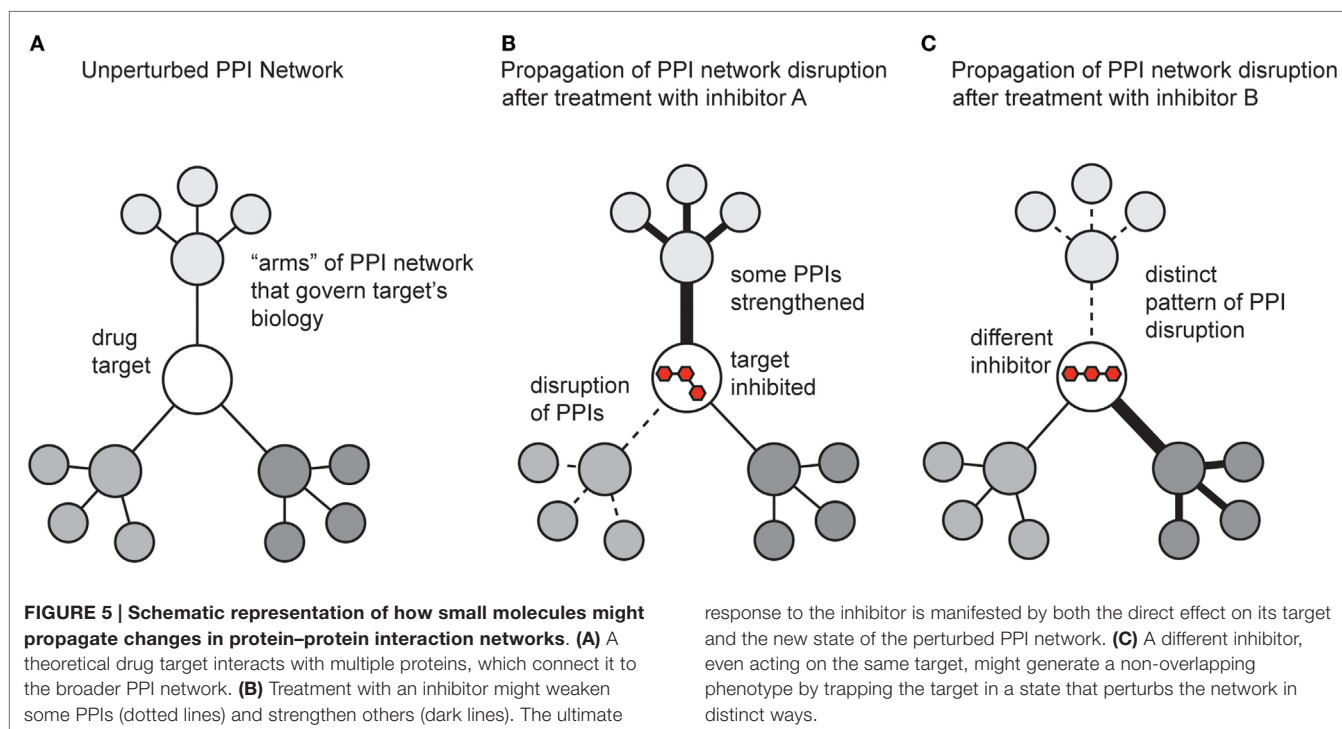 A
Unperturbed PPI Network
“arms” of PPI network
that govern target’s
biology
drug
target
B
Propagation of PPI network disruption
after treatment with inhibitor A
some PPIs
strengthened
target
inhibited
disruption
of PPIs
C
Propagation of PPI network disruption
after treatment with inhibitor B
distinct
pattern of PPI
disruption
different
inhibitor
FIGURE 5 | Schematic representation of how small molecules might
propagate changes in protein–protein interaction networks. (A) A
theoretical drug target interacts with multiple proteins, which connect it to
the broader PPI network. (B) Treatment with an inhibitor might weaken
some PPIs (dotted lines) and strengthen others (dark lines). The ultimate
response to the inhibitor is manifested by both the direct effect on its target
and the new state of the perturbed PPI network. (C) A different inhibitor,
even acting on the same target, might generate a non-overlapping
phenotype by trapping the target in a state that perturbs the network in
distinct ways.